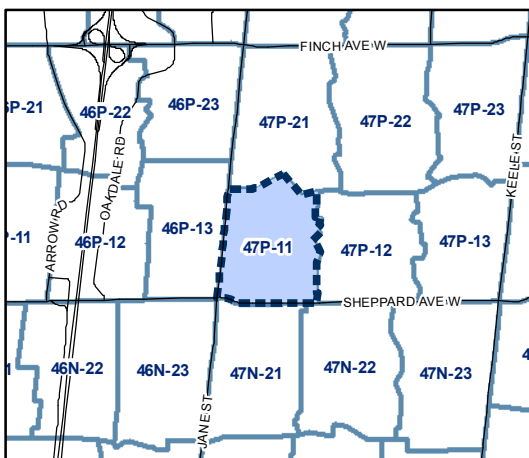 FINCH AVE W
46P-23
6P-21
46P-22
47P-21
47P-22
47P-23
KEELE ST
OAKDALE RD
ARROW RD
-11
46P-12
46P-13
47P-11
47P-12
47P-13
SHEPPARD AVE W
1
46N-22
46N-23
47N-21
47N-22
47N-23
4
JANE ST